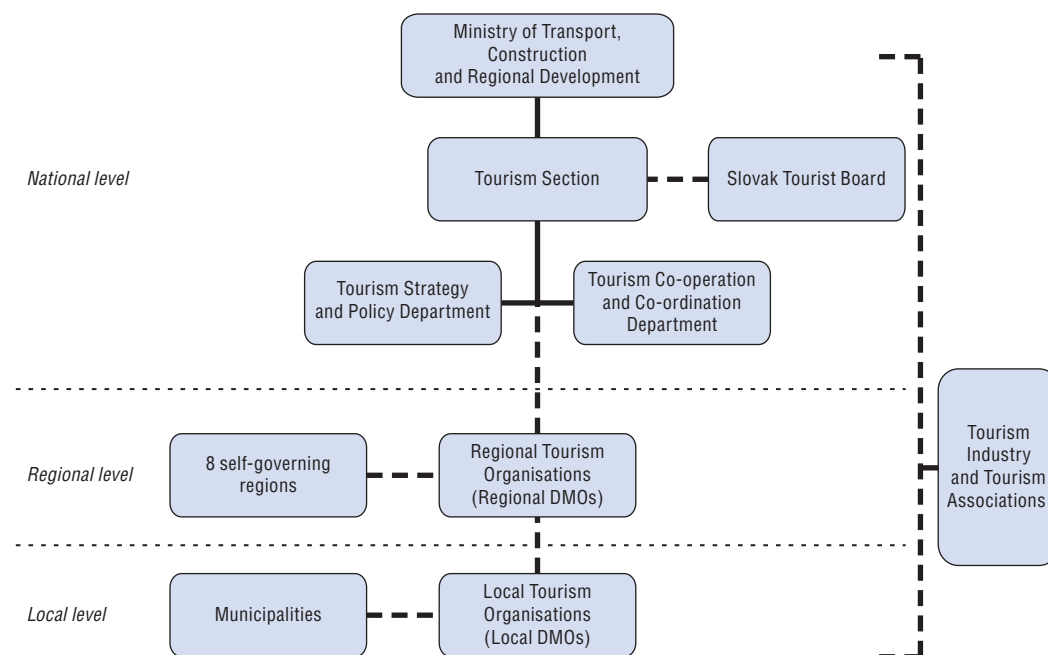 Ministry of Transport,
Construction
and Regional Development
National level
Tourism Section
Slovak Tourist Board
Tourism Strategy
and Policy Department
Tourism Co-operation
and Co-ordination
Department
Regional level
8 self-governing
regions
Regional Tourism
Organisations
(Regional DMOs)
Tourism
Industry
and Tourism
Associations
Local level
Municipalities
Local Tourism
Organisations
(Local DMOs)